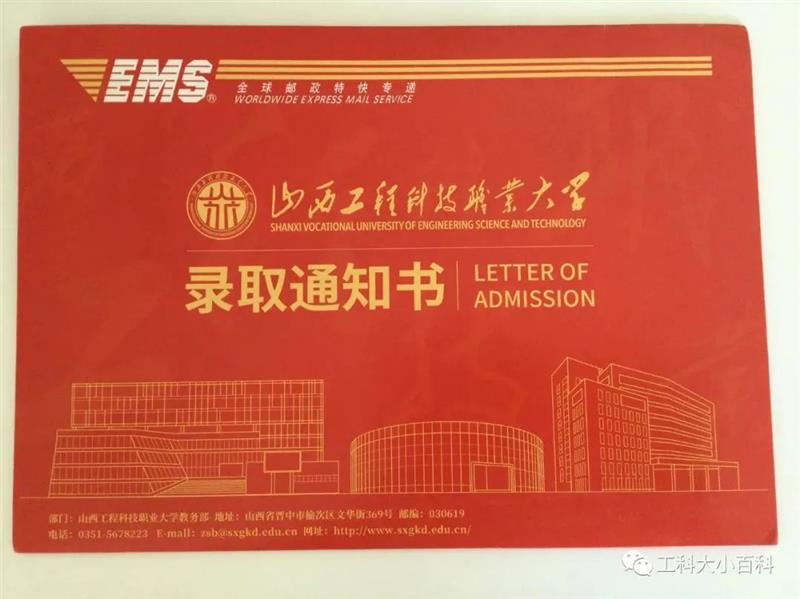 EMS® 全球邮政特快专递
WORLDWIDE EXPRESS MAIL SERVICE
山西工程科技職業大学
SHANXI VOCATIONAL UNIVERSITY OF ENGINEERING SCIENCE AND TECHNOLOGY
录取通知书 LETTER OF
ADMISSION
部门：山西工程科技职业大学教务部 地址：山西省晋中市榆次区文华街369号 邮编：030619
电话：0351-5678223 E-mail：zsb@sxgkd.edu.cn 网址：http://www.sxgkd.edu.cn/
工科大小百科